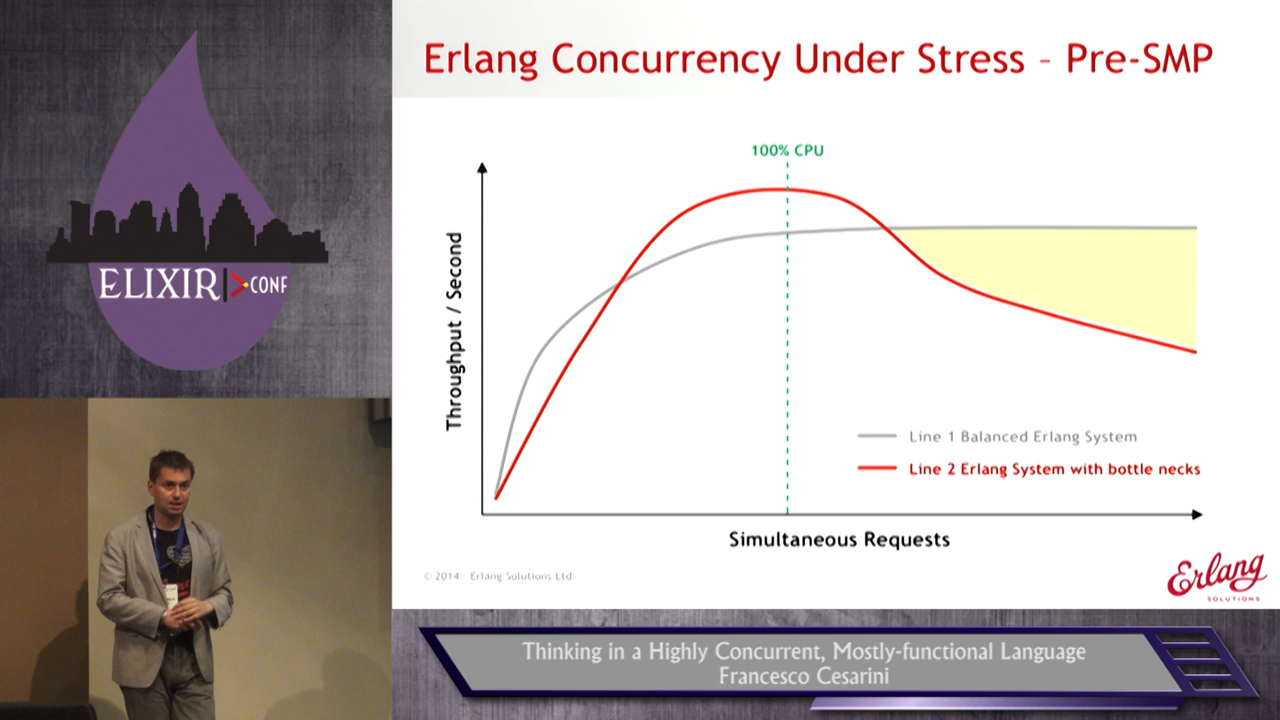 Erlang Concurrency Under Stress - Pre-SMP
100% CPU
Throughput / Second
Line 1 Balanced Erlang System
Line 2 Erlang System with bottle necks
Simultaneous Requests
© 2014 Erlang Solutions Ltd
Erlang
SOLUTIONS
ELIXIR CONF
Thinking in a Highly Concurrent, Mostly-functional Language
Francesco Cesarini